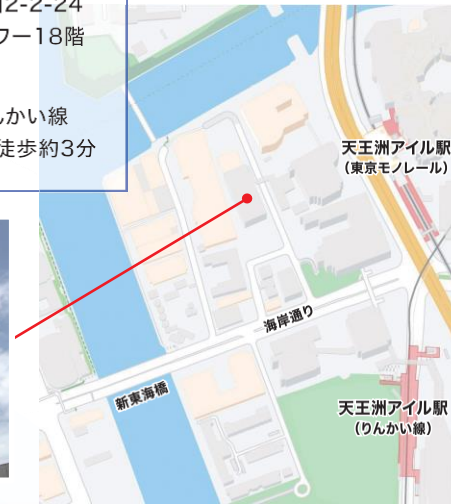 2-2-24
ワー18階
んかい線
徒歩約3分
天王洲アイル駅
(東京モノレール)
海岸通り
新東海橋
天王洲アイル駅
(りんかい線)